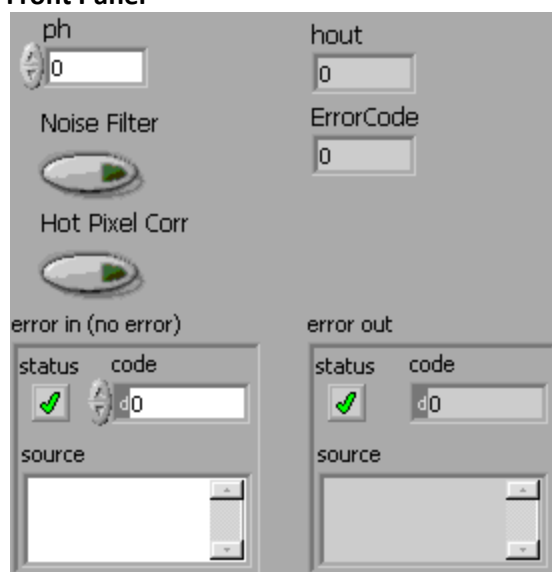 Front Panel
ph
0
hout
0
Noise Filter
ErrorCode
0
Hot Pixel Corr
error in (no error)
status code
d0
source
error out
status code
d0
source